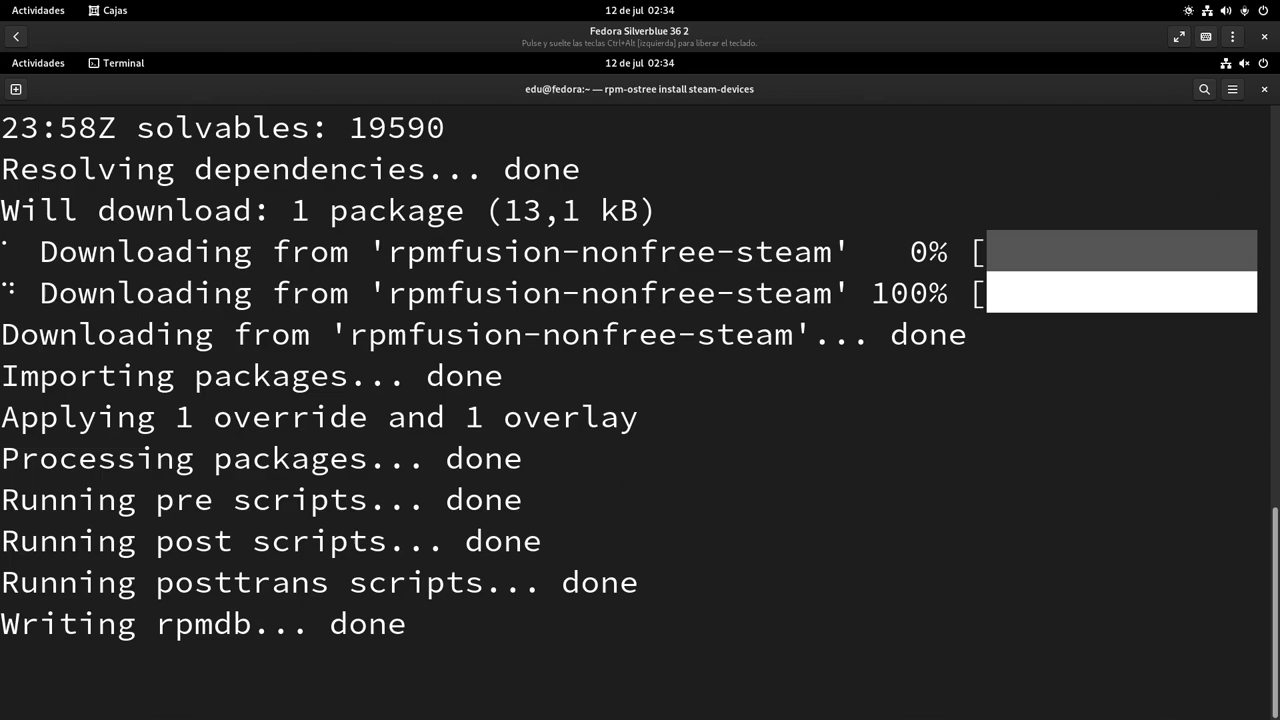 Actividades Cajas 12 de jul 02:34
Fedora Silverblue 36 2
Pulse y suelte las teclas Ctrl+Alt [izquierda] para liberar el teclado.
Actividades Terminal 12 de jul 02:34
edu@fedora:~ — rpm-ostree install steam-devices
23:58Z solvables: 19590
Resolving dependencies... done
Will download: 1 package (13,1 kB)
⠁ Downloading from 'rpmfusion-nonfree-steam' 0% [
⠙ Downloading from 'rpmfusion-nonfree-steam' 100% [
Downloading from 'rpmfusion-nonfree-steam'... done
Importing packages... done
Applying 1 override and 1 overlay
Processing packages... done
Running pre scripts... done
Running post scripts... done
Running posttrans scripts... done
Writing rpmdb... done